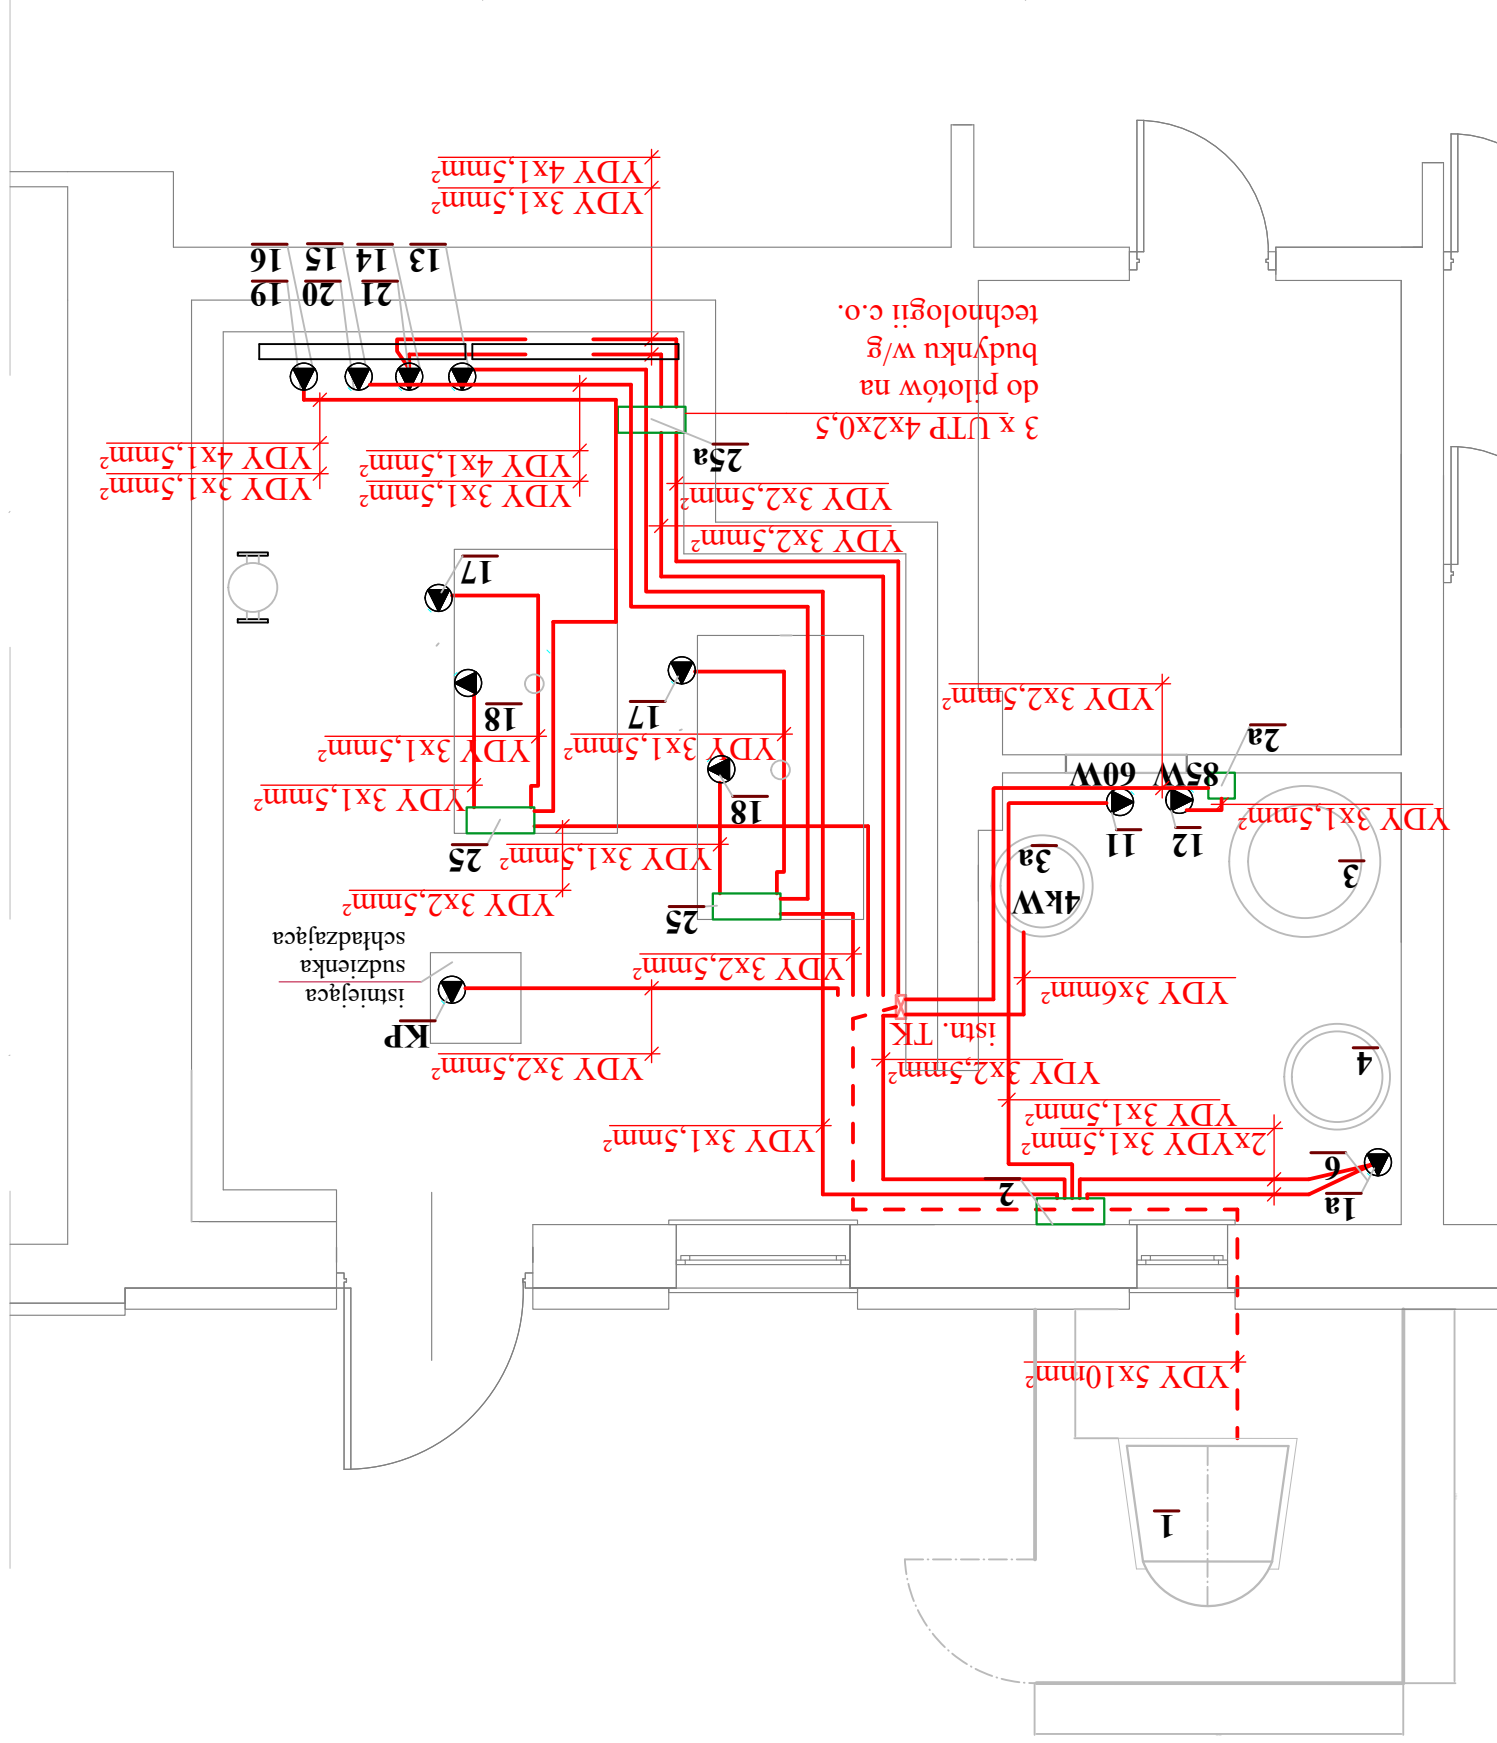 1
YDY 5x10mm²
1a
2
6
2xYDY 3x1,5mm²
YDY 3x1,5mm²
YDY 3x1,5mm²
YDY 3x2,5mm²
YDY 3x2,5mm²
4
istn. TK
KP
YDY 3x6mm²
istniejąca
sudzienka
schładzająca
YDY 3x2,5mm²
25
4kW
YDY 3x2,5mm²
3
3a
25
YDY 3x1,5mm²
12
11
YDY 3x1,5mm²
18
YDY 3x1,5mm²
85W
60W
YDY 3x1,5mm²
YDY 3x1,5mm²
2a
18
17
YDY 3x2,5mm²
17
YDY 3x2,5mm²
YDY 3x2,5mm²
YDY 3x1,5mm²
YDY 4x1,5mm²
YDY 3x1,5mm²
YDY 4x1,5mm²
25a
3 x UTP 4x2x0,5
do pilotów na
budynku w/g
technologii c.o.
21
20
19
13
14
15
16
YDY 3x1,5mm²
YDY 4x1,5mm²